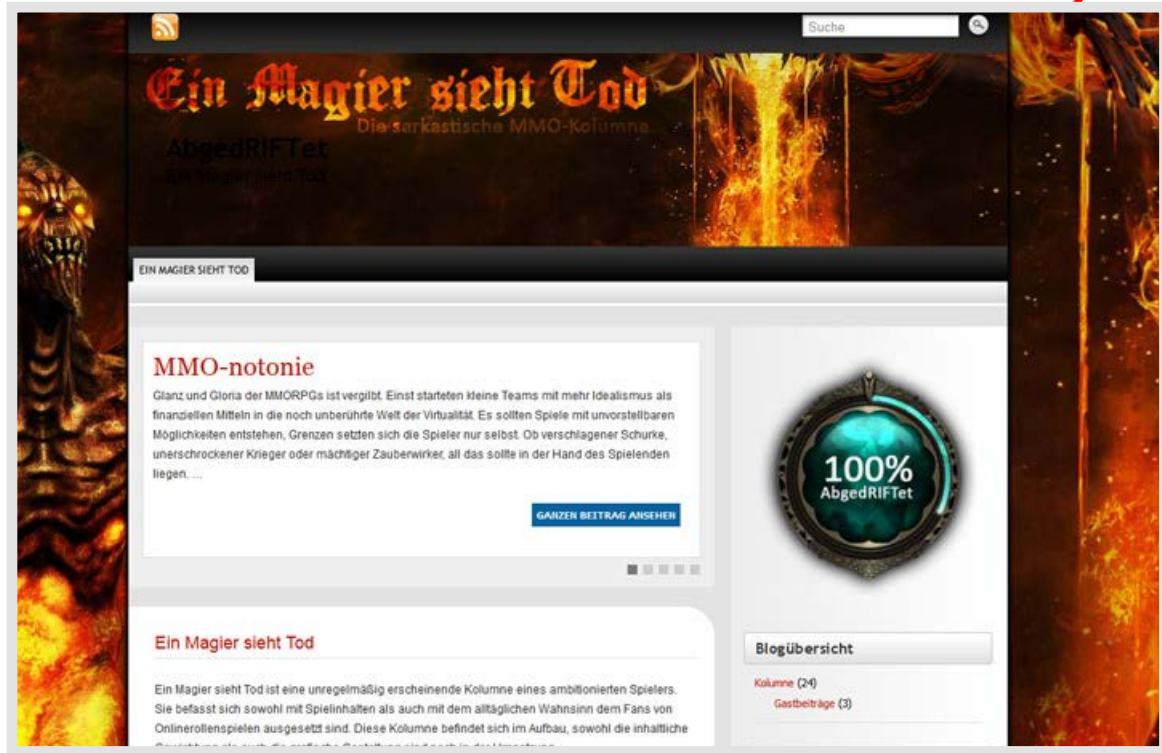 Suche
Ein Magier sieht Tod
Die sarkastische MMO-Kolumne
AbgedRIFTet
Ein Magier sieht Tod
EIN MAGIER SIEHT TOD
MMO-notonie
Glanz und Gloria der MMORPGs ist vergilbt. Einst starteten kleine Teams mit mehr Idealismus als
finanziellen Mitteln in die noch unberührte Welt der Virtualität. Es sollten Spiele mit unvorstellbaren
Möglichkeiten entstehen, Grenzen setzten sich die Spieler nur selbst. Ob verschlagener Schurke,
unerschrockener Krieger oder mächtiger Zauberwirker, all das sollte in der Hand des Spielenden
liegen. ...
GANZEN BEITRAG ANSEHEN
100%
AbgedRIFTet
Ein Magier sieht Tod
Ein Magier sieht Tod ist eine unregelmäßig erscheinende Kolumne eines ambitionierten Spielers.
Sie befasst sich sowohl mit Spielinhalten als auch mit dem alltäglichen Wahnsinn dem Fans von
Onlinerollenspielen ausgesetzt sind. Diese Kolumne befindet sich im Aufbau, sowohl die inhaltliche
Blogübersicht
Kolumne (24)
Gastbeiträge (3)